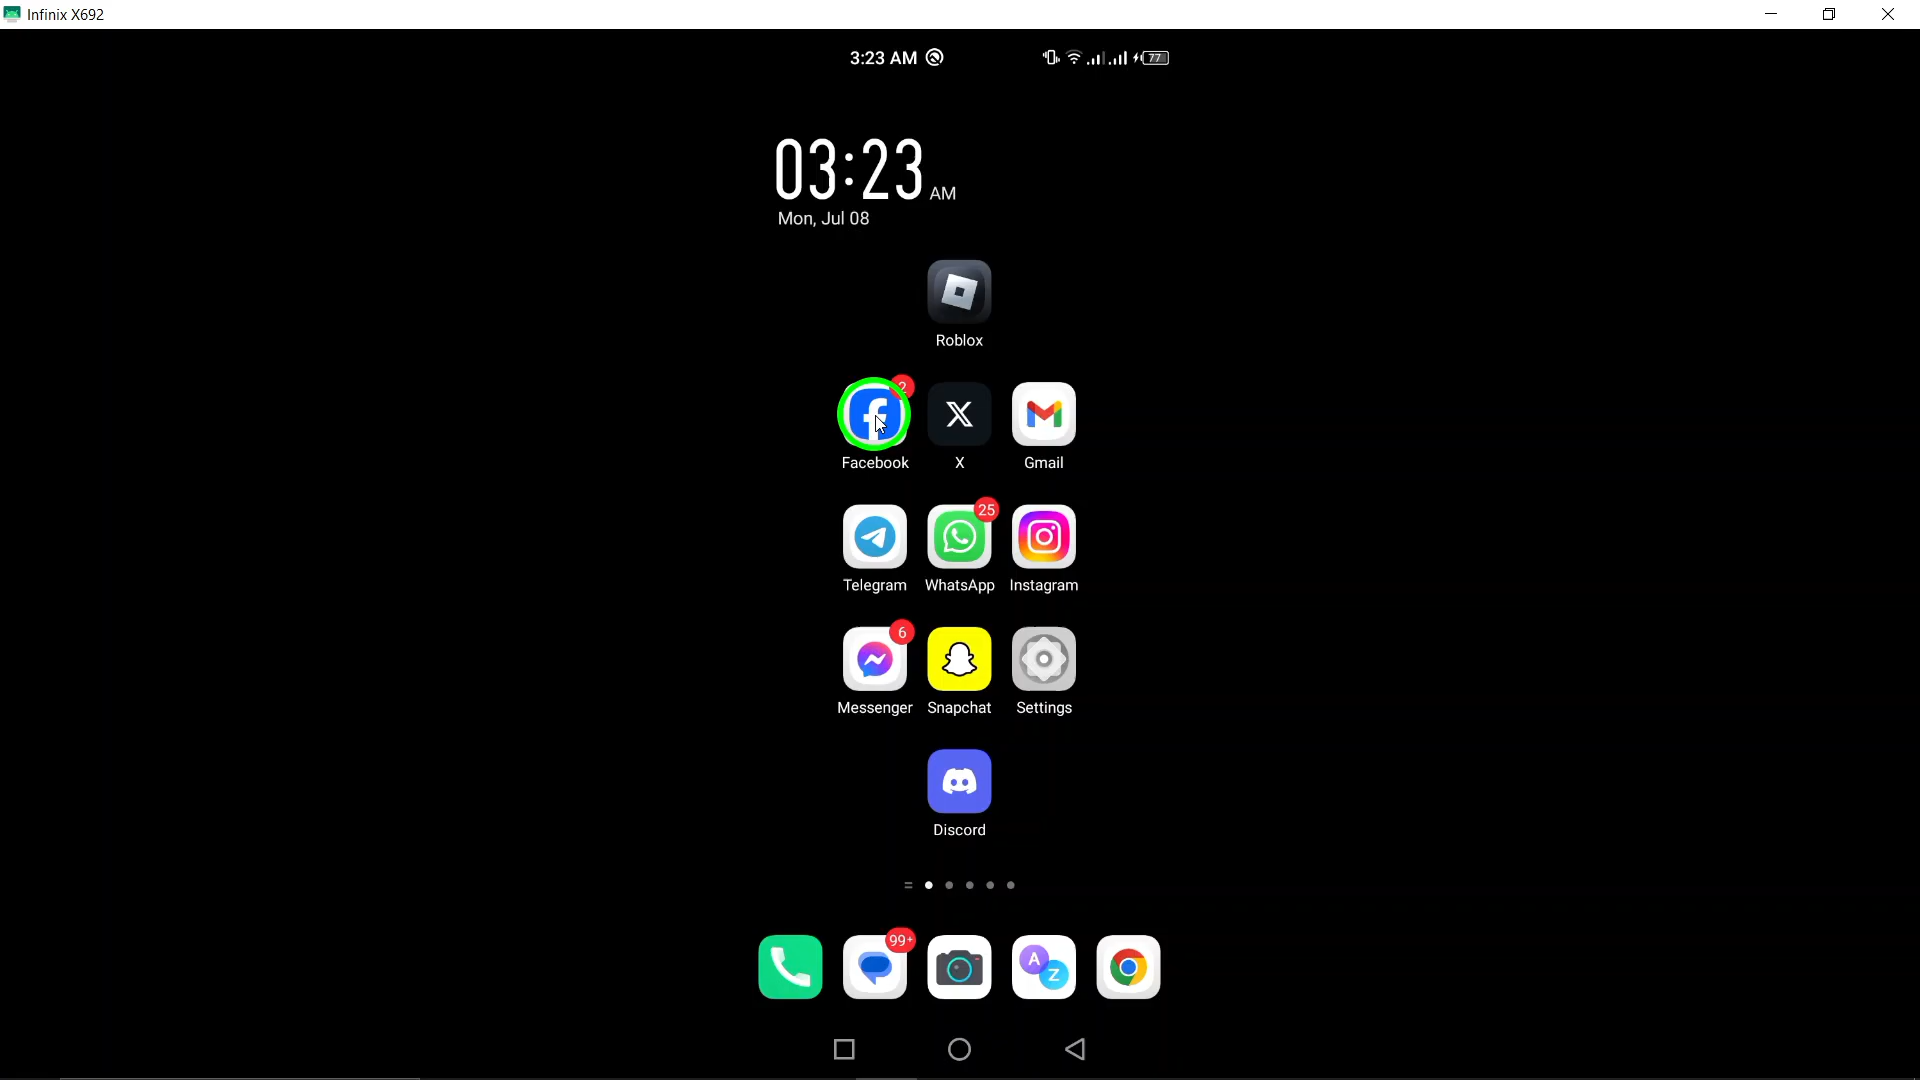 Infinix X692
3:23 AM
77
03:23 AM
Mon, Jul 08
Roblox
2
Facebook
X
Gmail
Telegram
25
WhatsApp
Instagram
6
Messenger
Snapchat
Settings
Discord
99+
A
Z